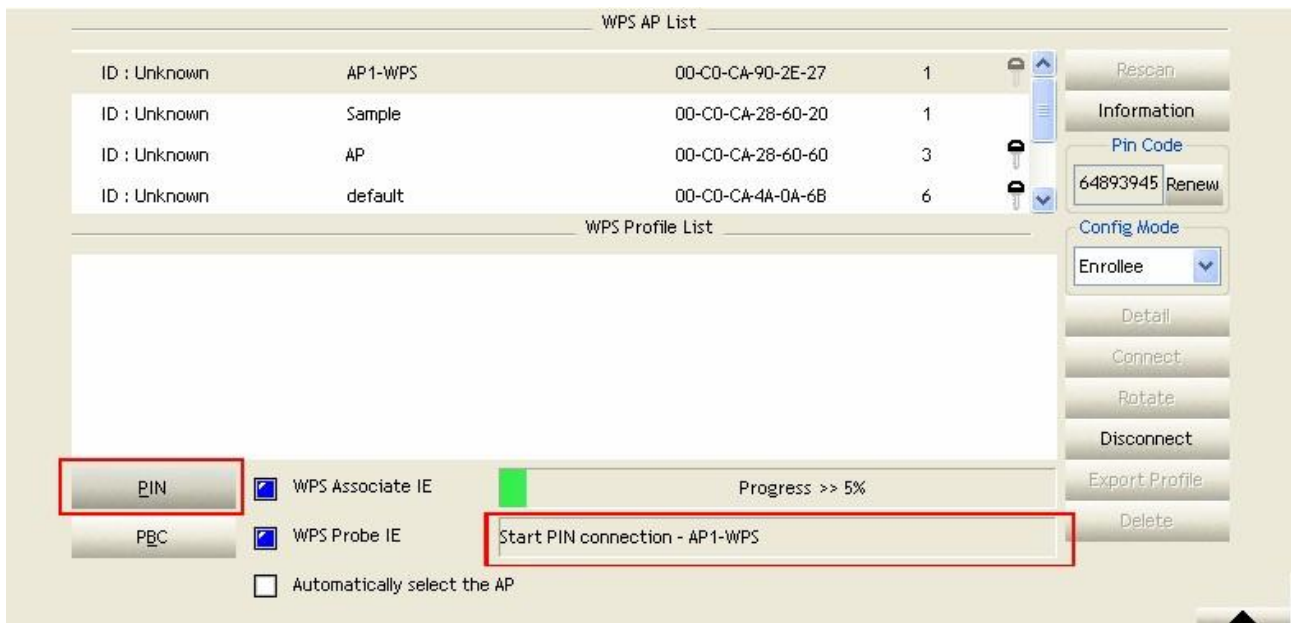 WPS AP List
ID : Unknown AP1-WPS 00-C0-CA-90-2E-27 1
Rescan
ID : Unknown Sample 00-C0-CA-28-60-20 1
Information
ID : Unknown AP 00-C0-CA-28-60-60 3
Pin Code
64893945 Renew
ID : Unknown default 00-C0-CA-4A-0A-6B 6
WPS Profile List
Config Mode
Enrollee
Detail
Connect
Rotate
Disconnect
PIN WPS Associate IE Progress >> 5%
Export Profile
PBC WPS Probe IE Start PIN connection - AP1-WPS
Delete
Automatically select the AP